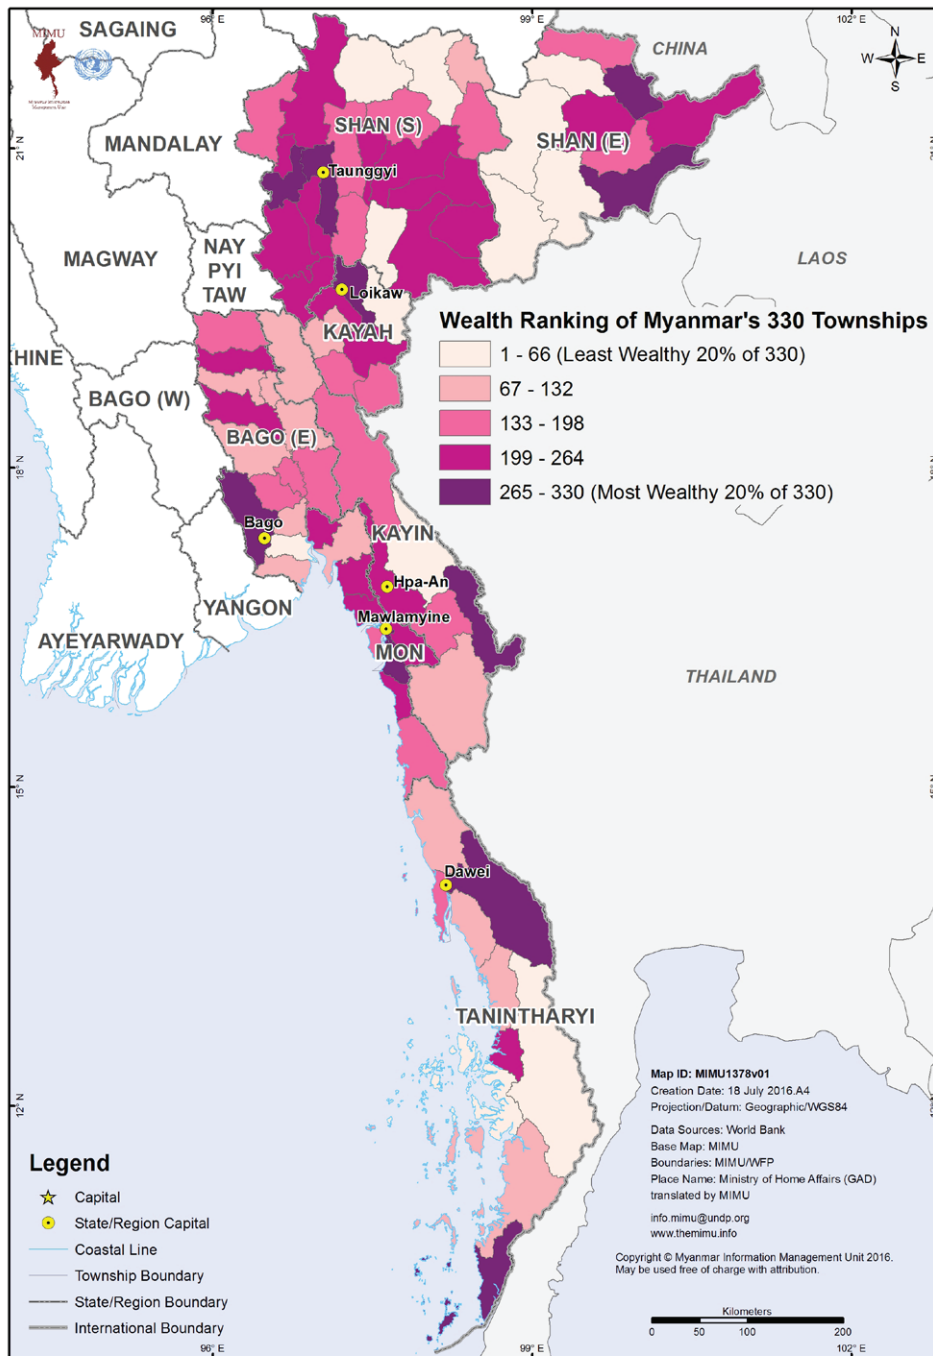 96°E
99°E
102°E
MIMU
SAGAING
CHINA
N
W
E
S
MANDALAY
SHAN (S)
SHAN (E)
21°N
Taunggyi
MAGWAY
NAY
PYI
TAW
LAOS
Loikaw
KAYAH
Wealth Ranking of Myanmar's 330 Townships
1 - 66 (Least Wealthy 20% of 330)
67 - 132
133 - 198
199 - 264
265 - 330 (Most Wealthy 20% of 330)
HINE
BAGO (W)
BAGO (E)
18°N
Bago
KAYIN
Hpa-An
YANGON
Mawlamyine
AYEYARWADY
MON
THAILAND
15°N
Dawei
TANINTHARYI
12°N
Map ID: MIMU1378v01
Creation Date: 18 July 2016.A4
Projection/Datum: Geographic/WGS84
Data Sources: World Bank
Base Map: MIMU
Boundaries: MIMU/WFP
Place Name: Ministry of Home Affairs (GAD)
translated by MIMU
info.mimu@undp.org
www.themimu.info
Copyright © Myanmar Information Management Unit 2016.
May be used free of charge with attribution.
Kilometers
0 50 100 200
Legend
Capital
State/Region Capital
Coastal Line
Township Boundary
State/Region Boundary
International Boundary
96°E
99°E
102°E